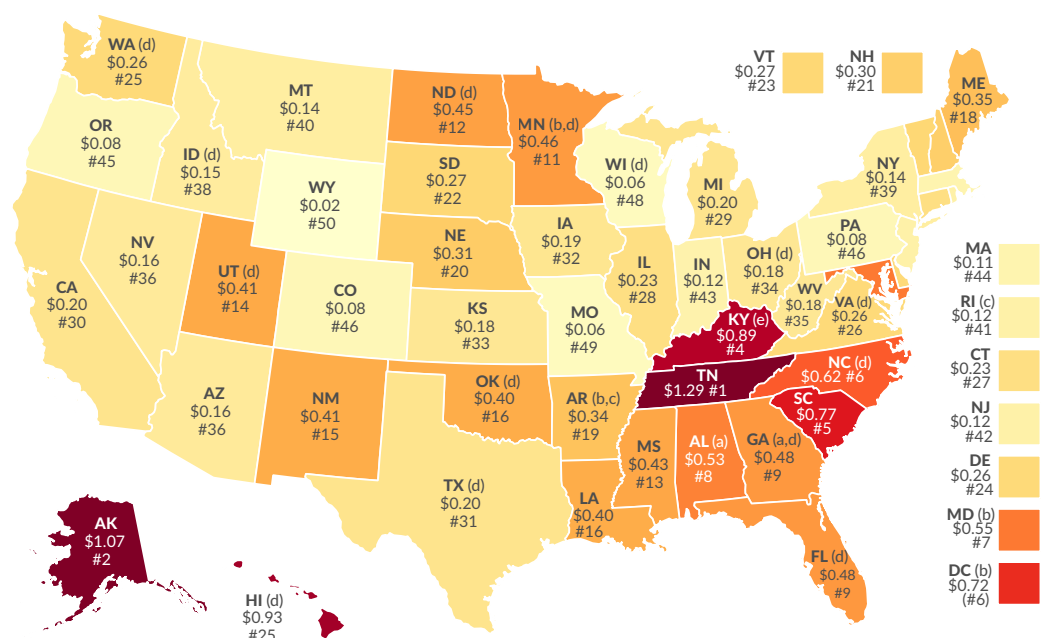 WA (d)
$0.26
#25
OR
$0.08
#45
ID (d)
$0.15
#38
MT
$0.14
#40
WY
$0.02
#50
NV
$0.16
#36
CA
$0.20
#30
UT (d)
$0.41
#14
CO
$0.08
#46
AZ
$0.16
#36
NM
$0.41
#15
ND (d)
$0.45
#12
SD
$0.27
#22
NE
$0.31
#20
KS
$0.18
#33
OK (d)
$0.40
#16
TX (d)
$0.20
#31
MN (b,d)
$0.46
#11
IA
$0.19
#32
MO
$0.06
#49
AR (b,c)
$0.34
#19
LA
$0.40
#16
WI (d)
$0.06
#48
IL
$0.23
#28
MI
$0.20
#29
IN
$0.12
#43
OH (d)
$0.18
#34
KY (e)
$0.89
#4
TN
$1.29 #1
MS
$0.43
#13
AL (a)
$0.53
#8
GA (a,d)
$0.48
#9
FL (d)
$0.48
#9
SC
$0.77
#5
NC (d)
$0.62 #6
VA (d)
$0.26
#26
WV
$0.18
#35
PA
$0.08
#46
NY
$0.14
#39
ME
$0.35
#18
VT
$0.27
#23
NH
$0.30
#21
MA
$0.11
#44
RI (c)
$0.12
#41
CT
$0.23
#27
NJ
$0.12
#42
DE
$0.26
#24
MD (b)
$0.55
#7
DC (b)
$0.72
(#6)
AK
$1.07
#2
HI (d)
$0.93
#25